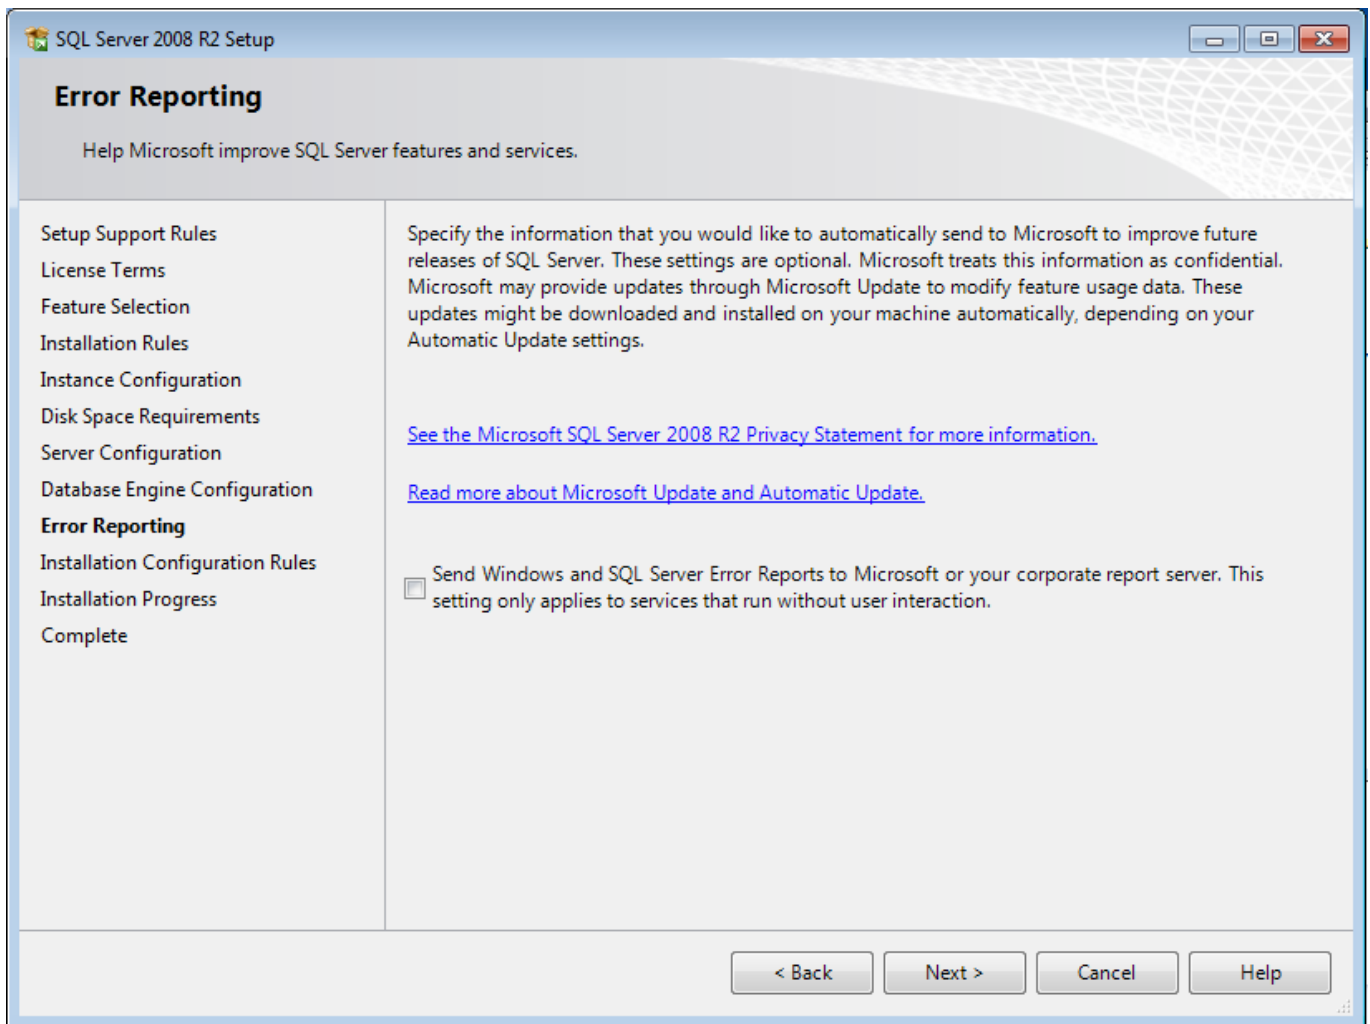 SQL Server 2008 R2 Setup
Error Reporting
Help Microsoft improve SQL Server features and services.
Setup Support Rules
License Terms
Feature Selection
Installation Rules
Instance Configuration
Disk Space Requirements
Server Configuration
Database Engine Configuration
Error Reporting
Installation Configuration Rules
Installation Progress
Complete
Specify the information that you would like to automatically send to Microsoft to improve future
releases of SQL Server. These settings are optional. Microsoft treats this information as confidential.
Microsoft may provide updates through Microsoft Update to modify feature usage data. These
updates might be downloaded and installed on your machine automatically, depending on your
Automatic Update settings.
See the Microsoft SQL Server 2008 R2 Privacy Statement for more information.
Read more about Microsoft Update and Automatic Update.
Send Windows and SQL Server Error Reports to Microsoft or your corporate report server. This
setting only applies to services that run without user interaction.
< Back
Next >
Cancel
Help